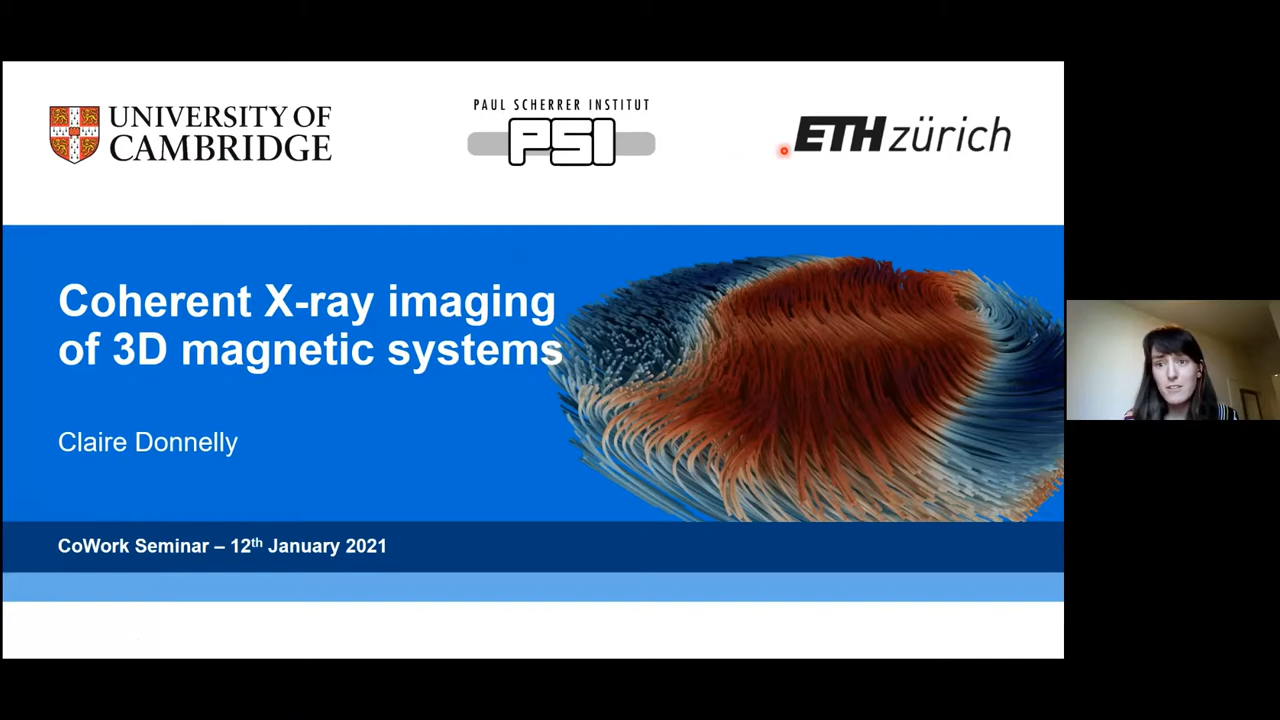 UNIVERSITY OF
CAMBRIDGE
PAUL SCHERRER INSTITUT
PSI
ETH zürich
Coherent X-ray imaging
of 3D magnetic systems
Claire Donnelly
CoWork Seminar – 12th January 2021